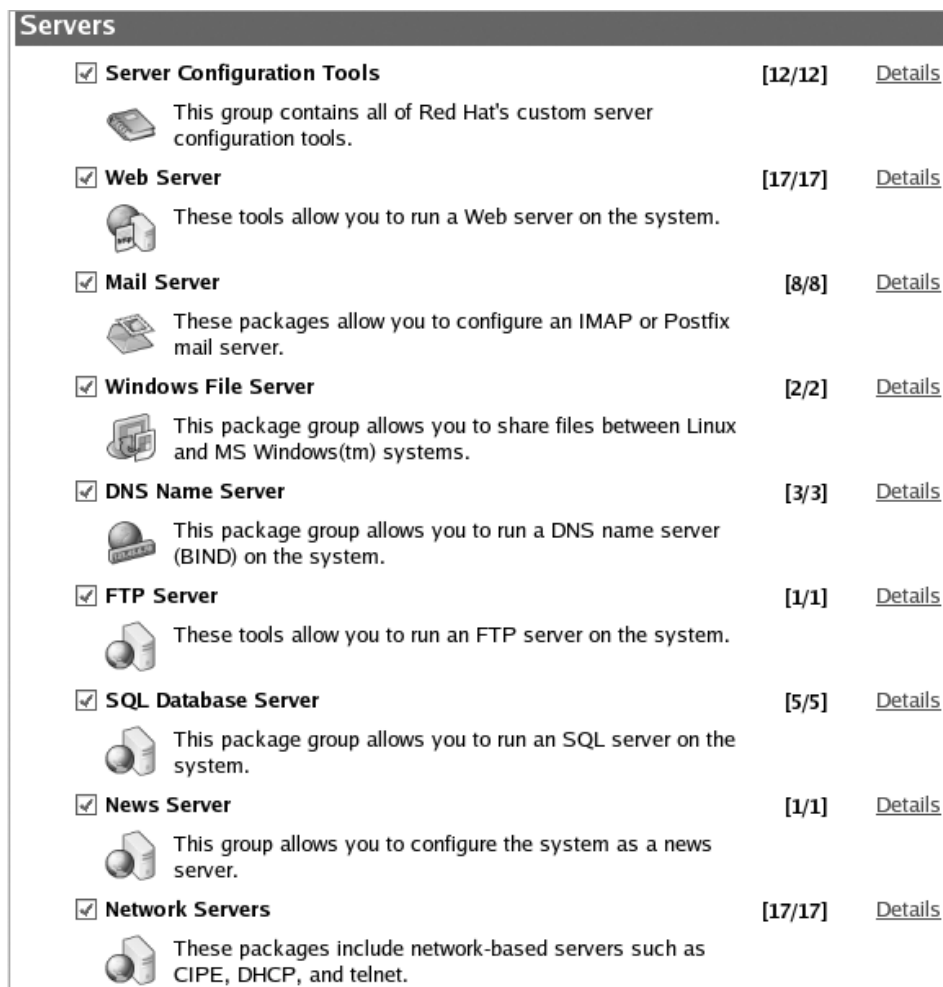 Servers
Server Configuration Tools [12/12] Details
This group contains all of Red Hat's custom server
configuration tools.
Web Server [17/17] Details
These tools allow you to run a Web server on the system.
Mail Server [8/8] Details
These packages allow you to configure an IMAP or Postfix
mail server.
Windows File Server [2/2] Details
This package group allows you to share files between Linux
and MS Windows(tm) systems.
DNS Name Server [3/3] Details
This package group allows you to run a DNS name server
(BIND) on the system.
FTP Server [1/1] Details
These tools allow you to run an FTP server on the system.
SQL Database Server [5/5] Details
This package group allows you to run an SQL server on the
system.
News Server [1/1] Details
This group allows you to configure the system as a news
server.
Network Servers [17/17] Details
These packages include network-based servers such as
CIPE, DHCP, and telnet.